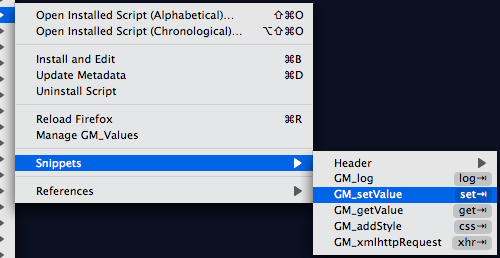 Open Installed Script (Alphabetical)... ⇧⌘O
Open Installed Script (Chronological)... ⌥⇧⌘O
Install and Edit ⌘B
Update Metadata ⌘D
Uninstall Script
Reload Firefox ⌘R
Manage GM_Values
Snippets ▶
References ▶
Header ▶
GM_log log⇥
GM_setValue set⇥
GM_getValue get⇥
GM_addStyle css⇥
GM_xmlhttpRequest xhr⇥